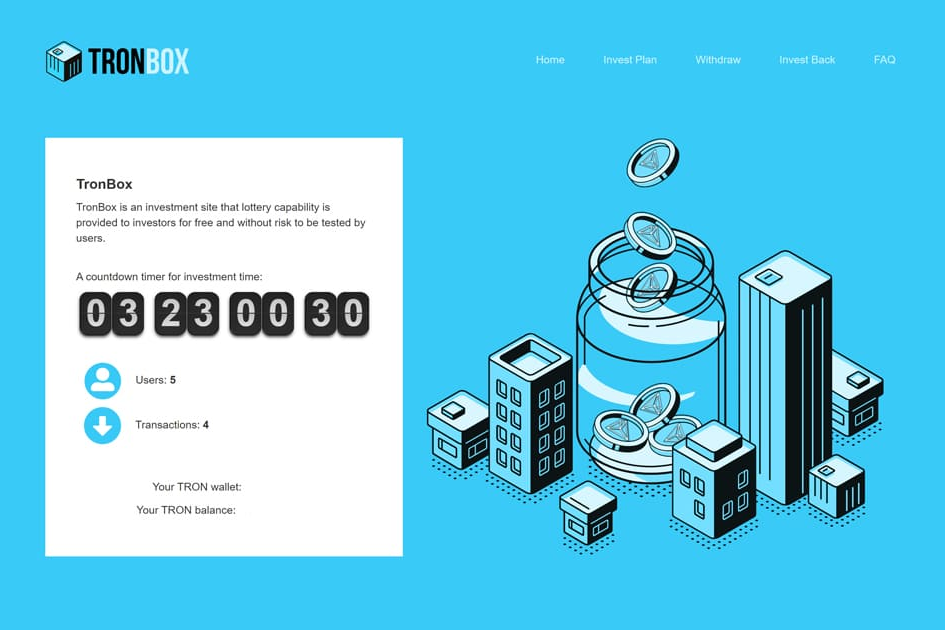 TRONBOX
Home Invest Plan Withdraw Invest Back FAQ
TronBox
TronBox is an investment site that lottery capability is
provided to investors for free and without risk to be tested by
users.
A countdown timer for investment time:
03 23 00 30
Users: 5
Transactions: 4
Your TRON wallet:
Your TRON balance: